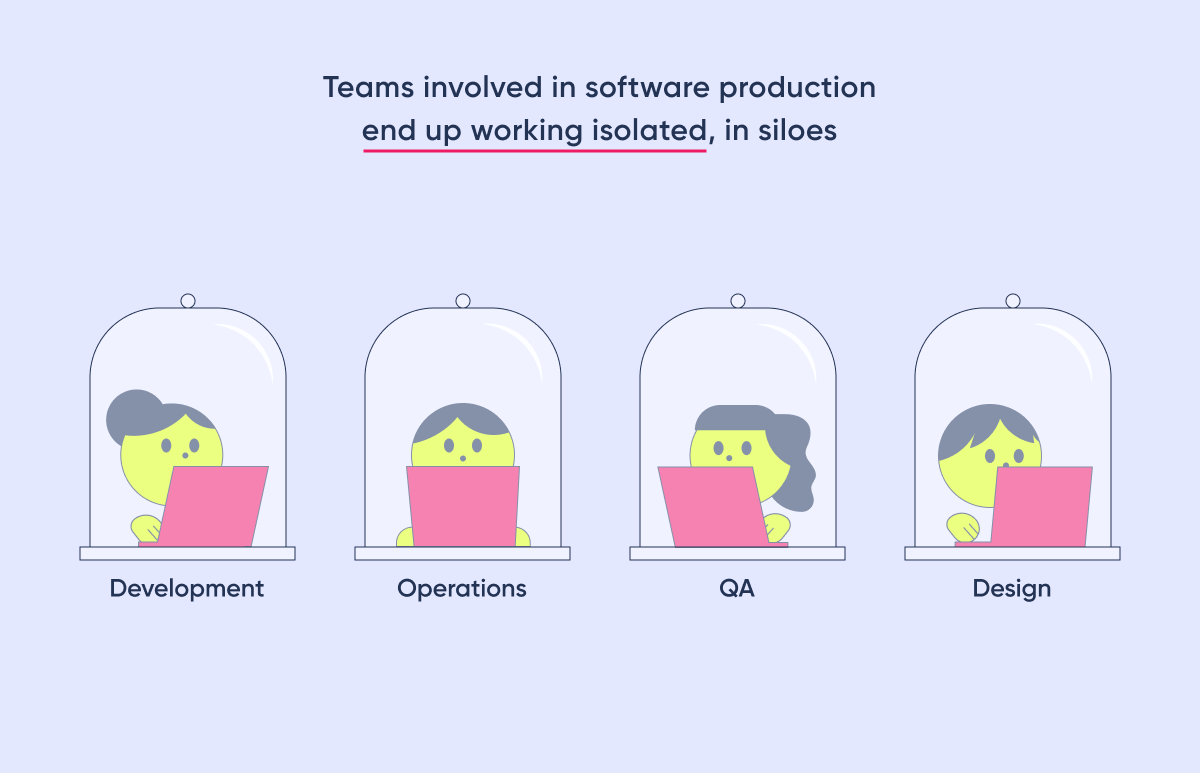 Teams involved in software production
end up working isolated, in siloes
Development
Operations
QA
Design